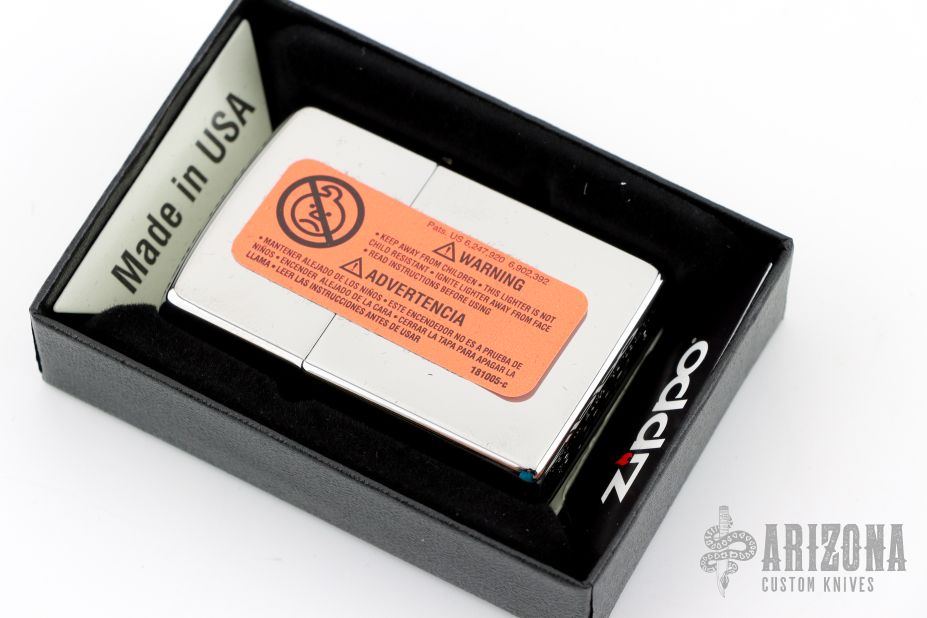 Made in USA
Pats. US 6,247,920 6,902,392
WARNING
• KEEP AWAY FROM CHILDREN • THIS LIGHTER IS NOT
CHILD RESISTANT • IGNITE LIGHTER AWAY FROM FACE
• READ INSTRUCTIONS BEFORE USING
ADVERTENCIA
• MANTENER ALEJADO DE LOS NIÑOS • ESTE ENCENDEDOR NO ES A PRUEBA DE
NIÑOS • ENCENDER ALEJADO DE LA CARA • CERRAR LA TAPA PARA APAGAR LA
LLAMA • LEER LAS INSTRUCCIONES ANTES DE USAR
181005-c
zippo
ARIZONA
CUSTOM KNIVES